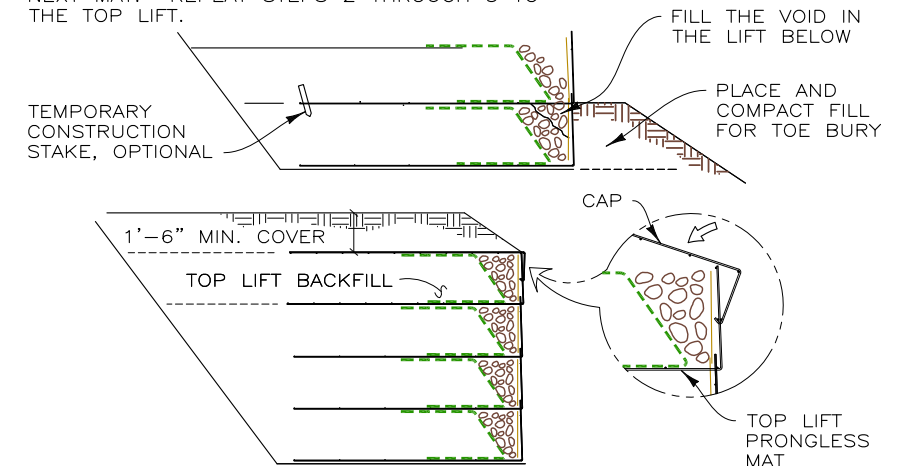 THE TOP LIFT.
FILL THE VOID IN
THE LIFT BELOW
PLACE AND
COMPACT FILL
FOR TOE BURY
TEMPORARY
CONSTRUCTION
STAKE, OPTIONAL
CAP
1'-6" MIN. COVER
TOP LIFT BACKFILL
TOP LIFT
PRONGLESS
MAT